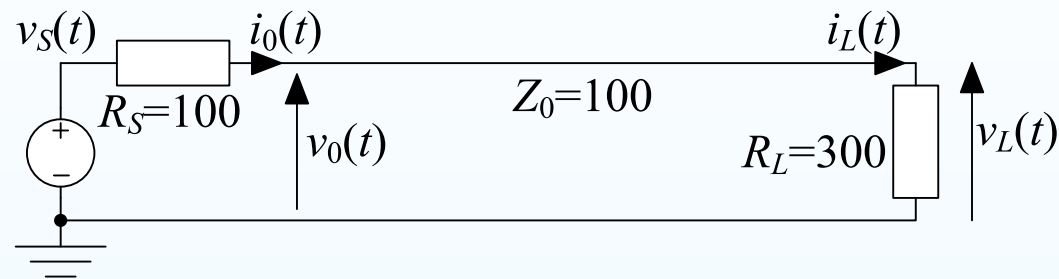 vS(t) i0(t) iL(t)
RS=100 Z0=100
v0(t) RL=300 vL(t)
+
−